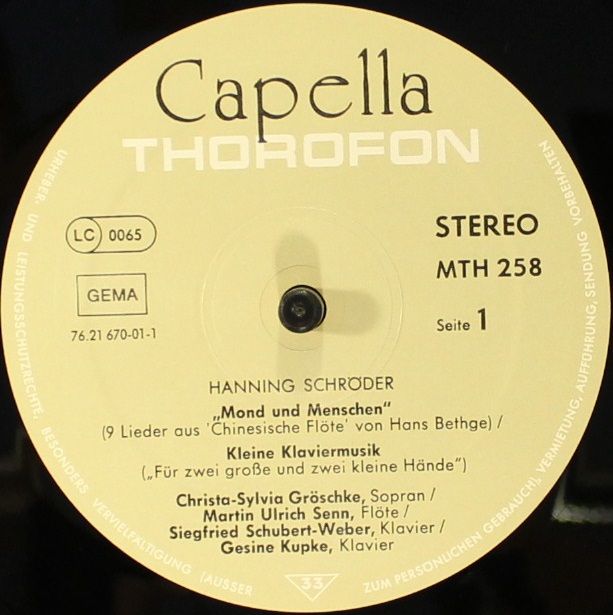 Capella
THOROFON
LC 0065
GEMA
76.21 670-01-1
STEREO
MTH 258
Seite 1
HANNING SCHRÖDER
„Mond und Menschen“
(9 Lieder aus 'Chinesische Flöte' von Hans Bethge) /
Kleine Klaviermusik
(„Für zwei große und zwei kleine Hände“)
Christa-Sylvia Gröschke, Sopran /
Martin Ulrich Senn, Flöte /
Siegfried Schubert-Weber, Klavier /
Gesine Kupke, Klavier
33
URHEBER- UND LEISTUNGSSCHUTZRECHTE, BESONDERS VERVIELFÄLTIGUNG (AUSSER ZUM PERSÖNLICHEN GEBRAUCH), VERMIETUNG, AUFFÜHRUNG, SENDUNG VORBEHALTEN